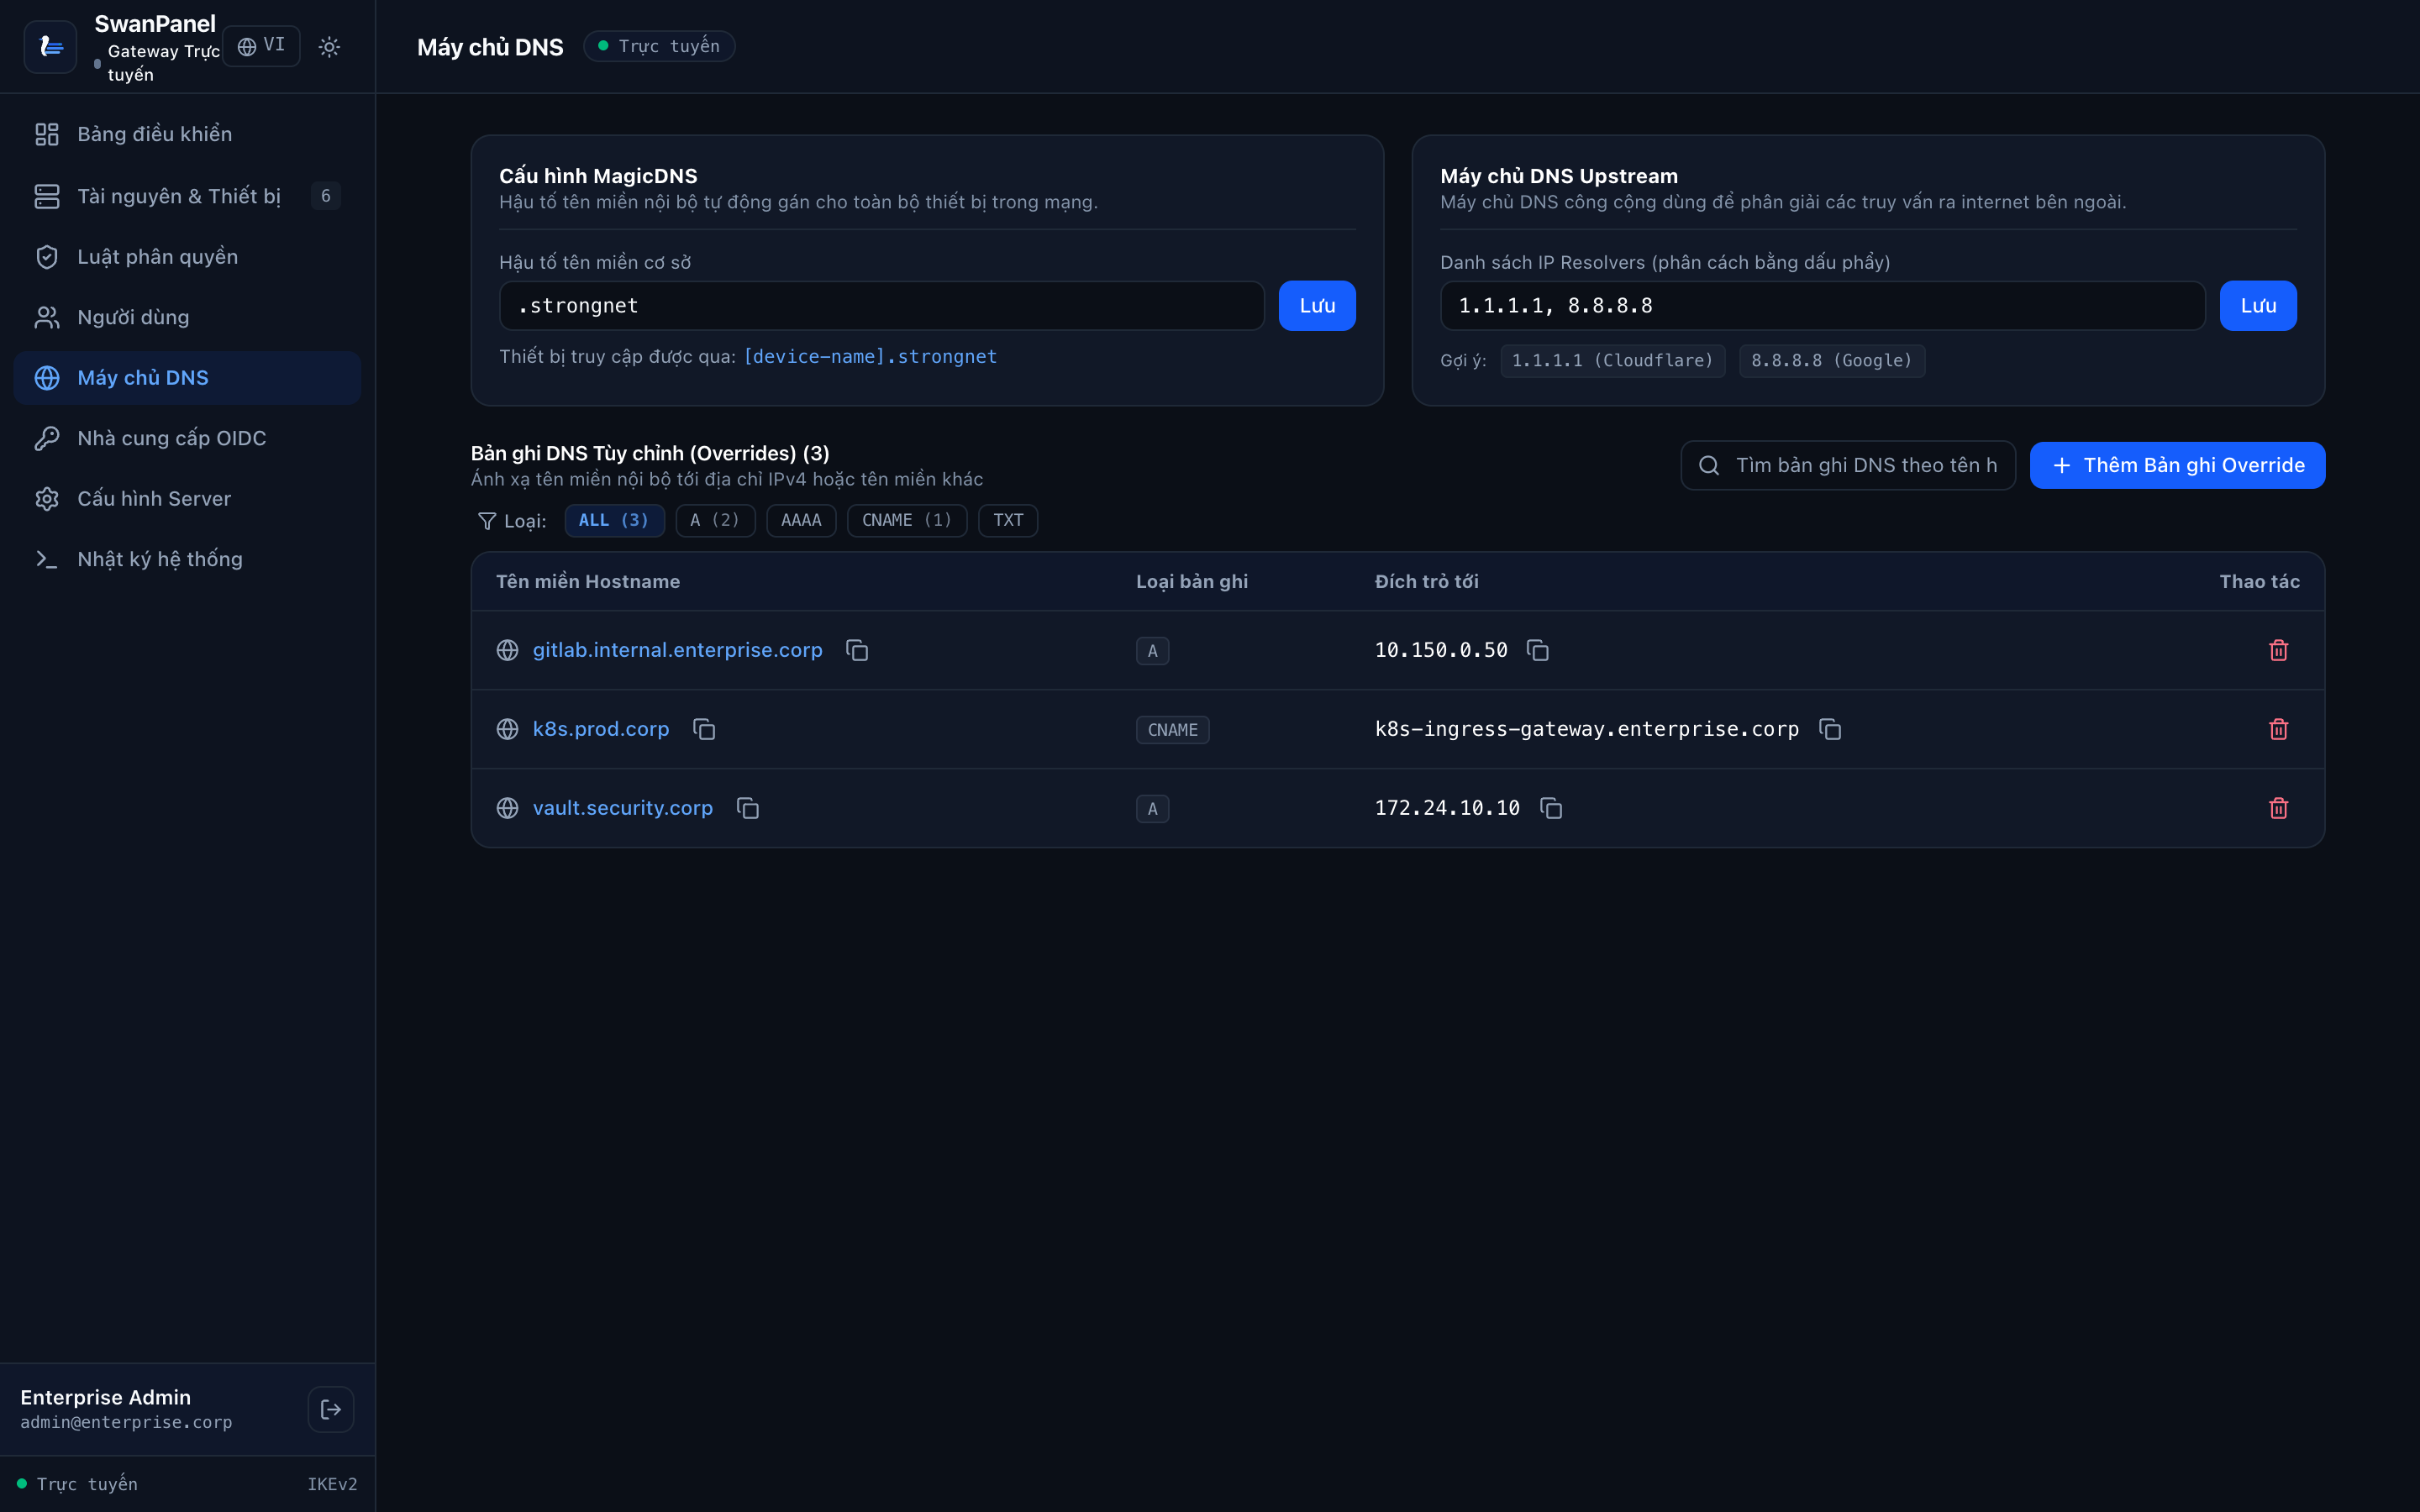 SwanPanel
Gateway Trực
tuyến
VI
Bảng điều khiển
Tài nguyên & Thiết bị 6
Luật phân quyền
Người dùng
Máy chủ DNS
Nhà cung cấp OIDC
Cấu hình Server
Nhật ký hệ thống
Enterprise Admin
admin@enterprise.corp
Trực tuyến IKEv2
Máy chủ DNS Trực tuyến
Cấu hình MagicDNS
Hậu tố tên miền nội bộ tự động gán cho toàn bộ thiết bị trong mạng.
Hậu tố tên miền cơ sở
.strongnet Lưu
Thiết bị truy cập được qua: [device-name].strongnet
Máy chủ DNS Upstream
Máy chủ DNS công cộng dùng để phân giải các truy vấn ra internet bên ngoài.
Danh sách IP Resolvers (phân cách bằng dấu phẩy)
1.1.1.1, 8.8.8.8 Lưu
Gợi ý: 1.1.1.1 (Cloudflare) 8.8.8.8 (Google)
Bản ghi DNS Tùy chỉnh (Overrides) (3)
Ánh xạ tên miền nội bộ tới địa chỉ IPv4 hoặc tên miền khác
Tìm bản ghi DNS theo tên h
Thêm Bản ghi Override
Loại: ALL (3) A (2) AAAA CNAME (1) TXT
Tên miền Hostname Loại bản ghi Đích trỏ tới Thao tác
gitlab.internal.enterprise.corp A 10.150.0.50
k8s.prod.corp CNAME k8s-ingress-gateway.enterprise.corp
vault.security.corp A 172.24.10.10